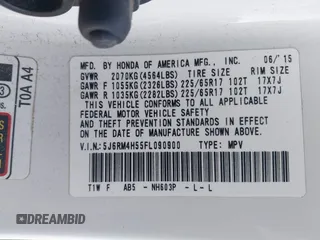 MFD. BY HONDA OF AMERICA MFG., INC. 06/'15
GVWR 2070KG(4564LBS) TIRE SIZE RIM SIZE
GAWR F 1055KG(2326LBS) 225/65R17 102T 17X7J
GAWR R 1035KG(2282LBS) 225/65R17 102T 17X7J
THIS VEHICLE CONFORMS TO ALL APPLICABLE
FEDERAL MOTOR VEHICLE SAFETY
AND THEFT PREVENTION STANDARDS IN EFFECT
ON THE DATE OF MANUFACTURE SHOWN ABOVE.
V.I.N.: 5J6RM4H55FL090800 TYPE: MPV
TIW F AB5 - NH603P - L - L
T0A A4
DREAMBID